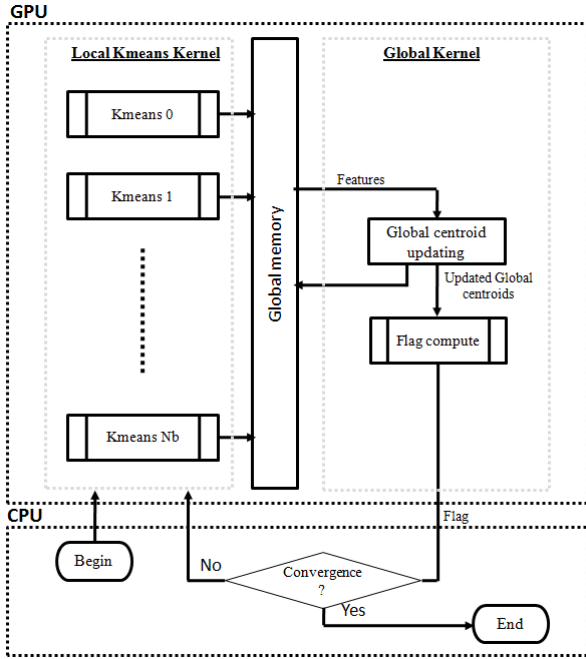 GPU
Local Kmeans Kernel
Global Kernel
Kmeans 0
Kmeans 1
Kmeans Nb
Global memory
Features
Global centroid
updating
Updated Global
centroids
Flag compute
CPU
Flag
Begin
No
Convergence
?
Yes
End